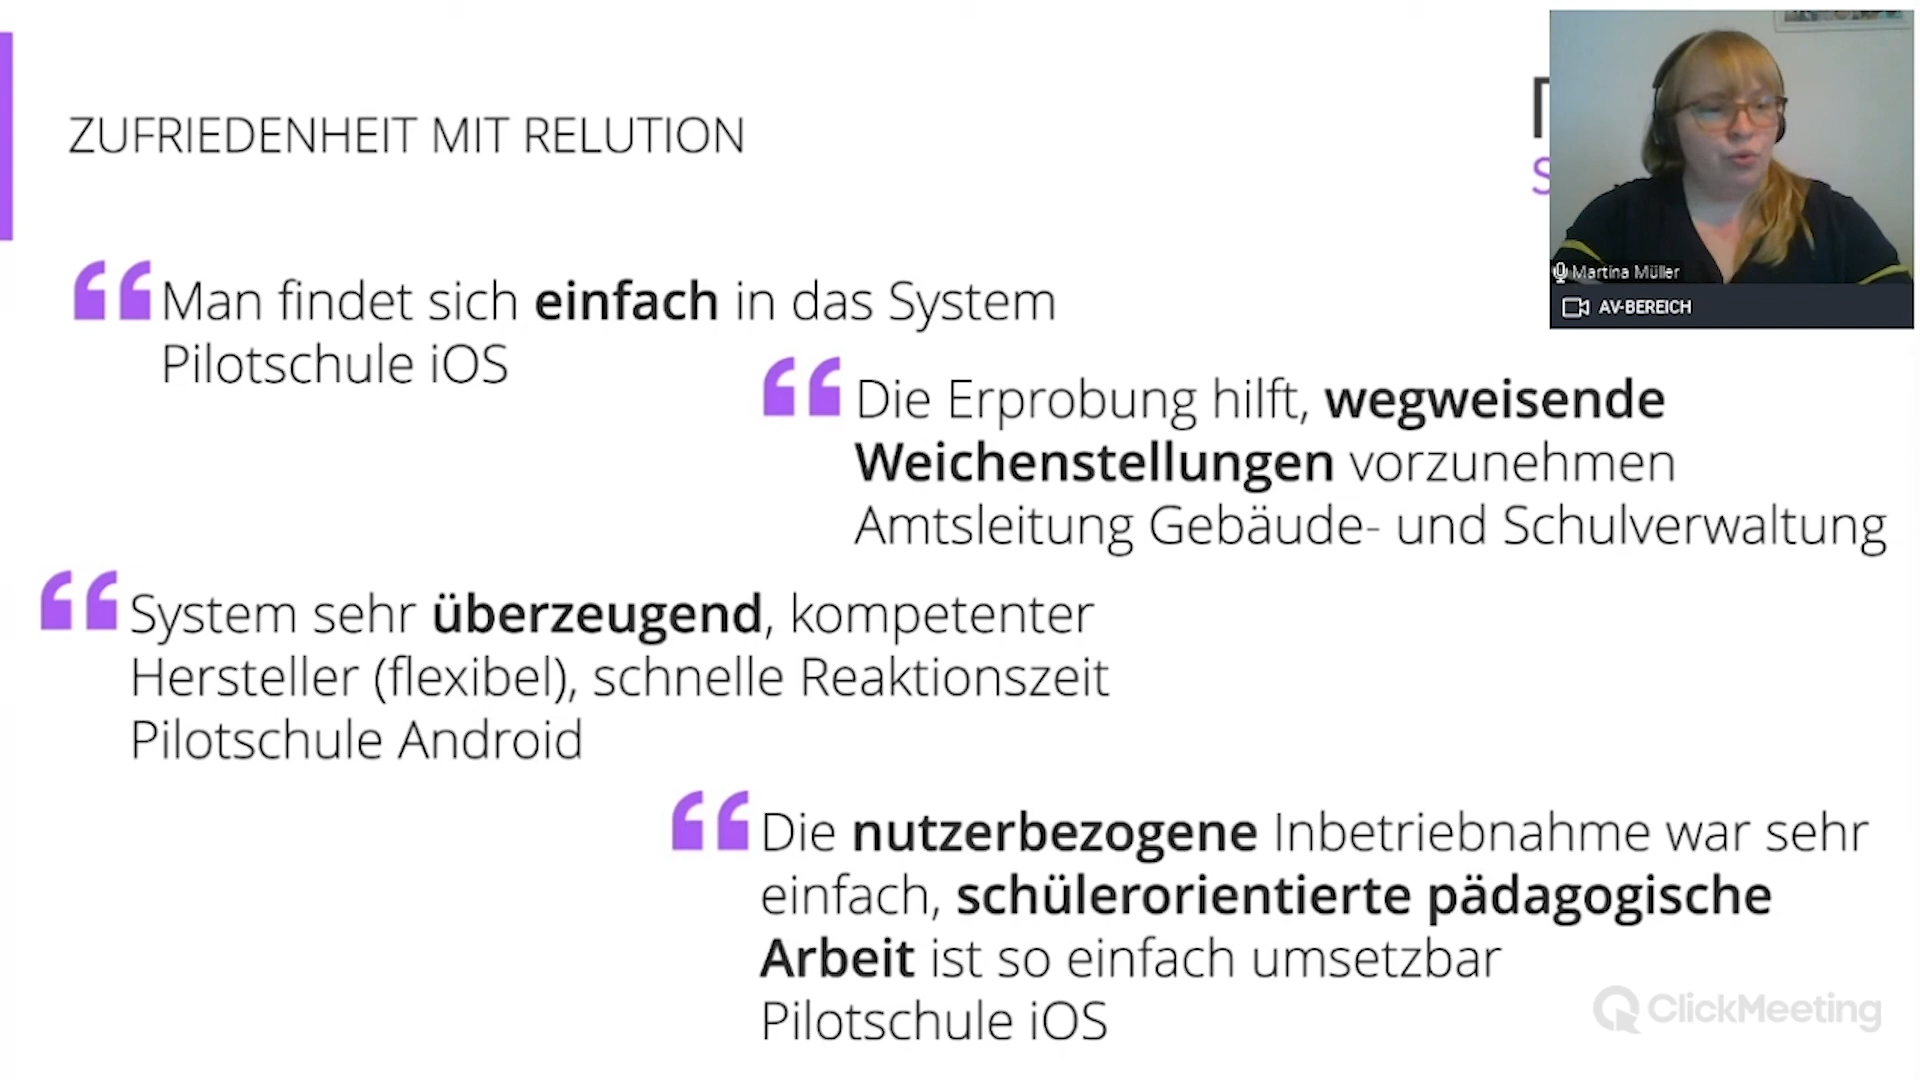 ZUFRIEDENHEIT MIT RELUTION
Martina Müller
AV-BEREICH
Man findet sich einfach in das System
Pilotschule iOS
Die Erprobung hilft, wegweisende
Weichenstellungen vorzunehmen
Amtsleitung Gebäude- und Schulverwaltung
System sehr überzeugend, kompetenter
Hersteller (flexibel), schnelle Reaktionszeit
Pilotschule Android
Die nutzerbezogene Inbetriebnahme war sehr
einfach, schülerorientierte pädagogische
Arbeit ist so einfach umsetzbar
Pilotschule iOS
ClickMeeting